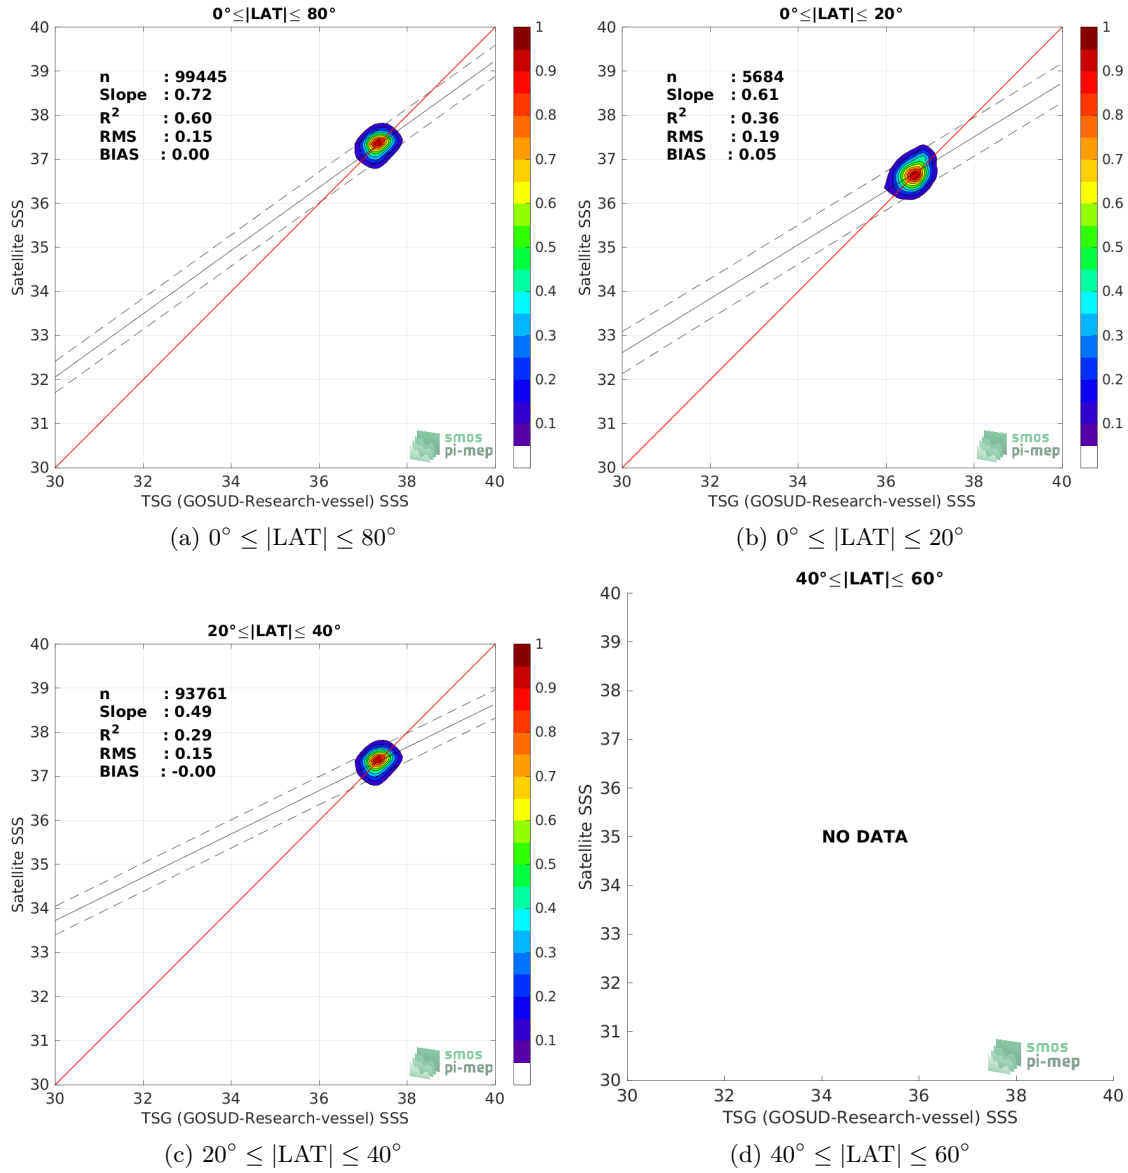 0°≤|LAT|≤ 80°
40
39
38
37
36
35
34
33
32
31
30
Satellite SSS
n : 99445
Slope : 0.72
R² : 0.60
RMS : 0.15
BIAS : 0.00
smos
pi-mep
30 32 34 36 38 40
TSG (GOSUD-Research-vessel) SSS
1
0.9
0.8
0.7
0.6
0.5
0.4
0.3
0.2
0.1
(a) 0° ≤ |LAT| ≤ 80°
0°≤|LAT|≤ 20°
40
39
38
37
36
35
34
33
32
31
30
Satellite SSS
n : 5684
Slope : 0.61
R² : 0.36
RMS : 0.19
BIAS : 0.05
smos
pi-mep
30 32 34 36 38 40
TSG (GOSUD-Research-vessel) SSS
1
0.9
0.8
0.7
0.6
0.5
0.4
0.3
0.2
0.1
(b) 0° ≤ |LAT| ≤ 20°
20°≤|LAT|≤ 40°
40
39
38
37
36
35
34
33
32
31
30
Satellite SSS
n : 93761
Slope : 0.49
R² : 0.29
RMS : 0.15
BIAS : -0.00
smos
pi-mep
30 32 34 36 38 40
TSG (GOSUD-Research-vessel) SSS
1
0.9
0.8
0.7
0.6
0.5
0.4
0.3
0.2
0.1
(c) 20° ≤ |LAT| ≤ 40°
40°≤|LAT|≤ 60°
40
39
38
37
36
35
34
33
32
31
30
Satellite SSS
NO DATA
smos
pi-mep
30 32 34 36 38 40
TSG (GOSUD-Research-vessel) SSS
(d) 40° ≤ |LAT| ≤ 60°